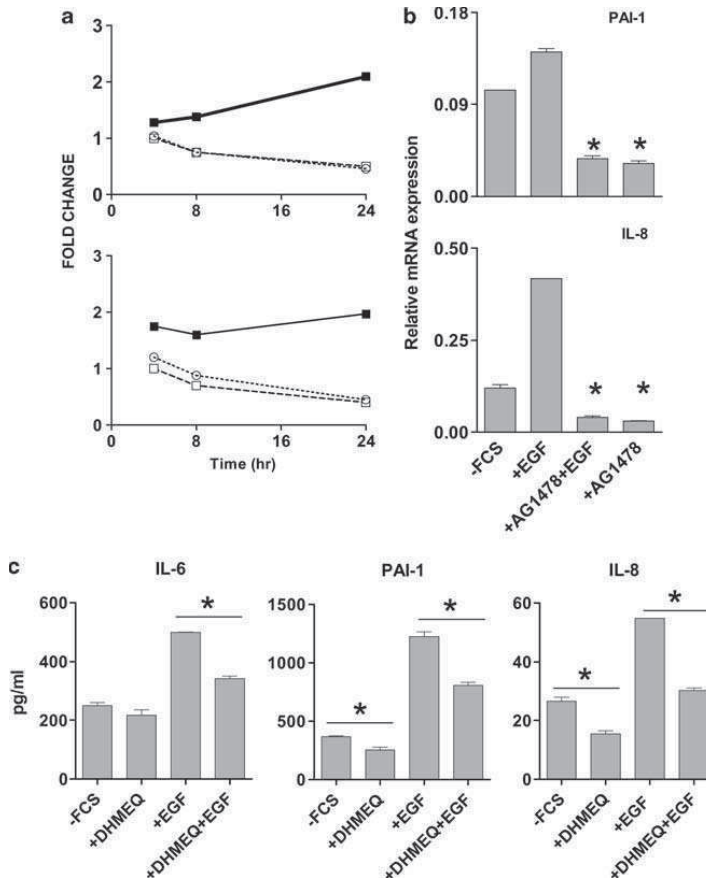 a
3
2
1
0
0 8 16 24
3
2
1
0
0 8 16 24
FOLD CHANGE
Time (hr)
b
PAI-1
0.18
0.09
0.00
IL-8
0.50
0.25
0.00
Relative mRNA expression
-FCS
+EGF
+AG1478+EGF
+AG1478
*
*
*
*
c
IL-6
600
400
200
0
pg/ml
*
-FCS
+DHMEQ
+EGF
+DHMEQ+EGF
PAI-1
1500
1000
500
0
*
*
-FCS
+DHMEQ
+EGF
+DHMEQ+EGF
IL-8
60
40
20
0
*
*
-FCS
+DHMEQ
+EGF
+DHMEQ+EGF